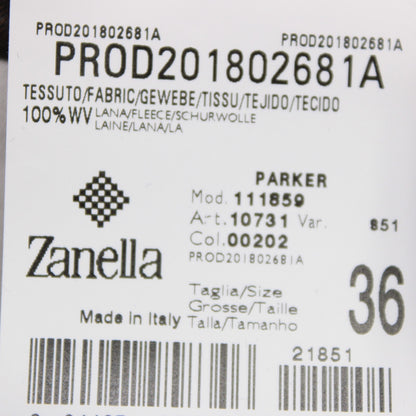 PROD201802681A
PROD201802681A
PROD201802681A
TESSUTO/FABRIC/GEWEBE/TISSU/TEJIDO/TECIDO
100%WV LANA/FLEECE/SCHURWOLLE
LAINE/LANA/LA
PARKER
Mod. 111859
Art. 10731 Var. 851
Col. 00202
PROD201802681A
Zanella
Taglia/Size
Grosse/Taille
Talla/Tamanho
36
Made in Italy
21851